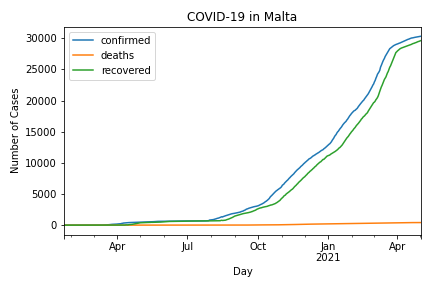 COVID-19 in Malta
confirmed
deaths
recovered
Number of Cases
30000
25000
20000
15000
10000
5000
0
Apr
Jul
Oct
Jan
2021
Apr
Day